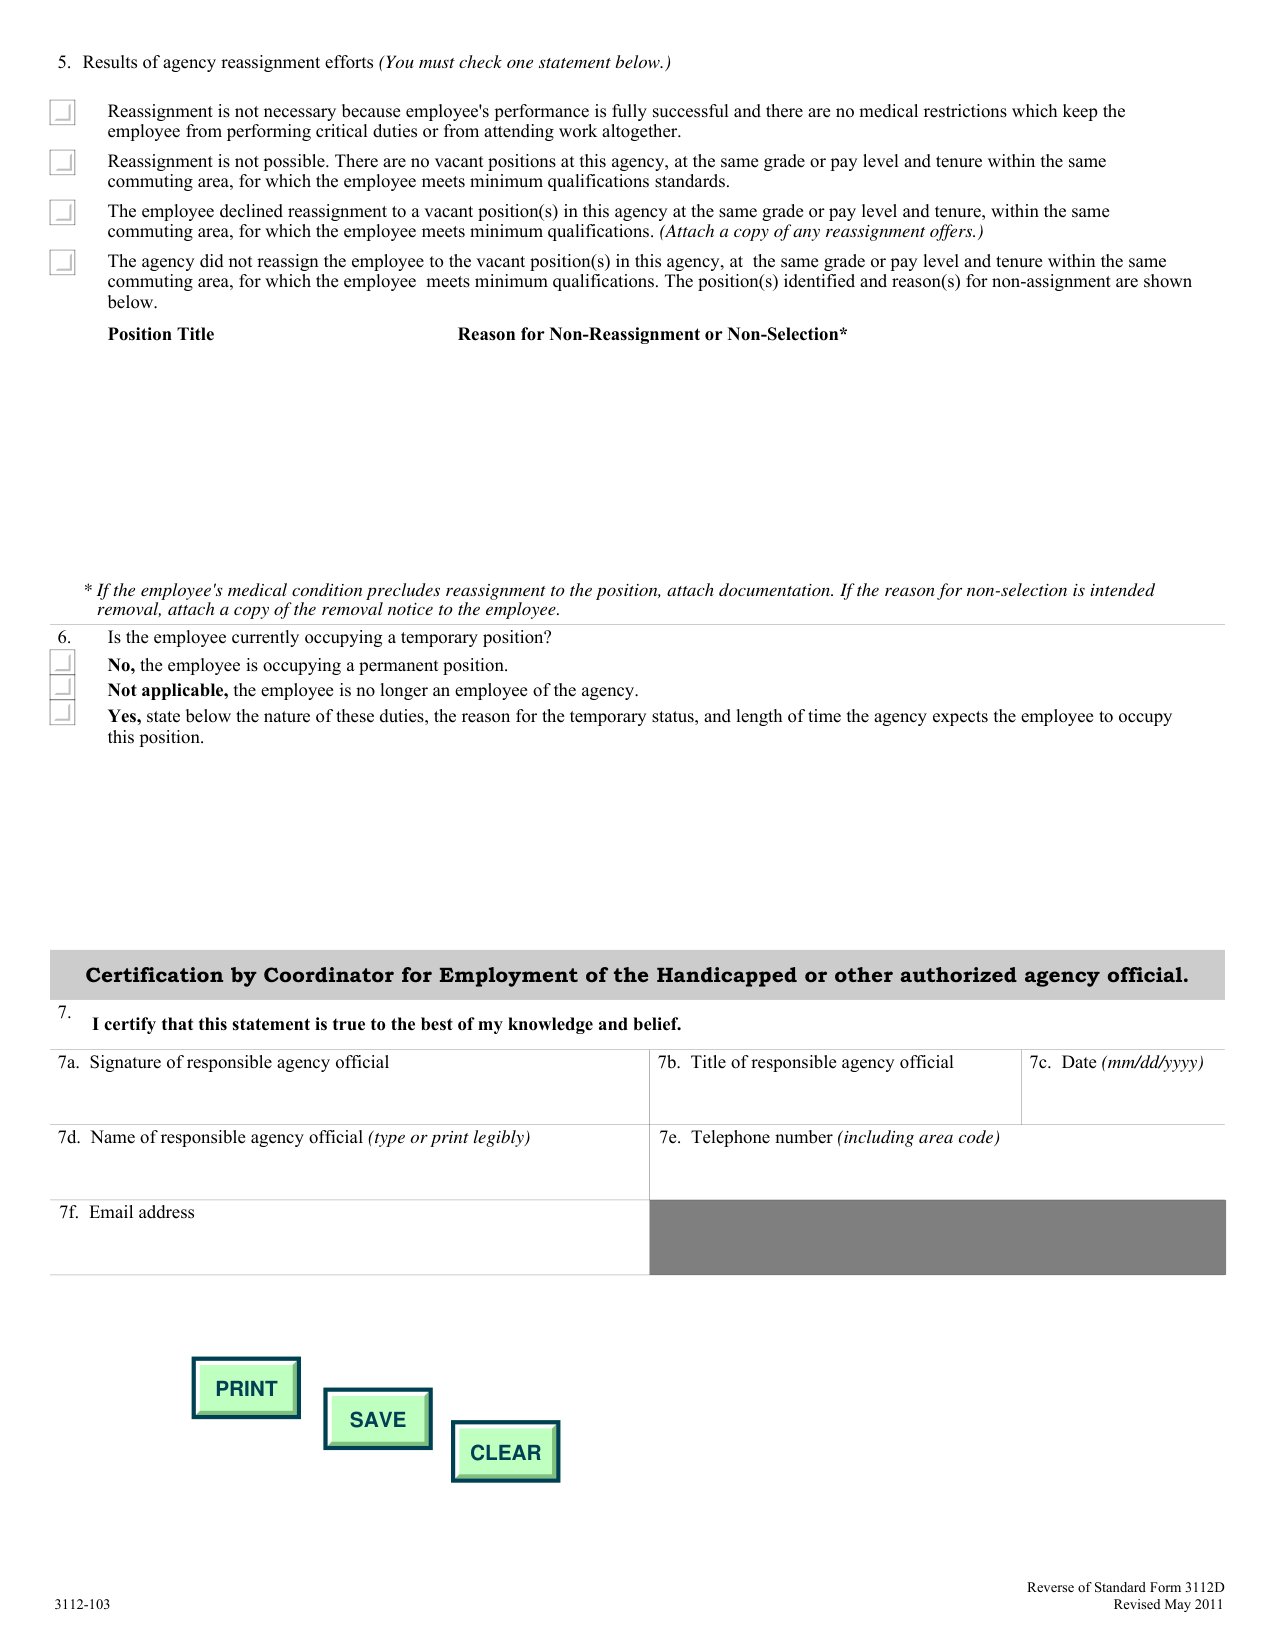 5. Results of agency reassignment efforts (You must check one statement below.)
Reassignment is not necessary because employee's performance is fully successful and there are no medical restrictions which keep the
employee from performing critical duties or from attending work altogether.
Reassignment is not possible. There are no vacant positions at this agency, at the same grade or pay level and tenure within the same
commuting area, for which the employee meets minimum qualifications standards.
The employee declined reassignment to a vacant position(s) in this agency at the same grade or pay level and tenure, within the same
commuting area, for which the employee meets minimum qualifications. (Attach a copy of any reassignment offers.)
The agency did not reassign the employee to the vacant position(s) in this agency, at the same grade or pay level and tenure within the same
commuting area, for which the employee meets minimum qualifications. The position(s) identified and reason(s) for non-assignment are shown
below.
Position Title Reason for Non-Reassignment or Non-Selection*
* If the employee's medical condition precludes reassignment to the position, attach documentation. If the reason for non-selection is intended
removal, attach a copy of the removal notice to the employee.
6. Is the employee currently occupying a temporary position?
No, the employee is occupying a permanent position.
Not applicable, the employee is no longer an employee of the agency.
Yes, state below the nature of these duties, the reason for the temporary status, and length of time the agency expects the employee to occupy
this position.
Certification by Coordinator for Employment of the Handicapped or other authorized agency official.
7. I certify that this statement is true to the best of my knowledge and belief.
7a. Signature of responsible agency official 7b. Title of responsible agency official 7c. Date (mm/dd/yyyy)
7d. Name of responsible agency official (type or print legibly) 7e. Telephone number (including area code)
7f. Email address
PRINT
SAVE
CLEAR
Reverse of Standard Form 3112D
3112-103 Revised May 2011